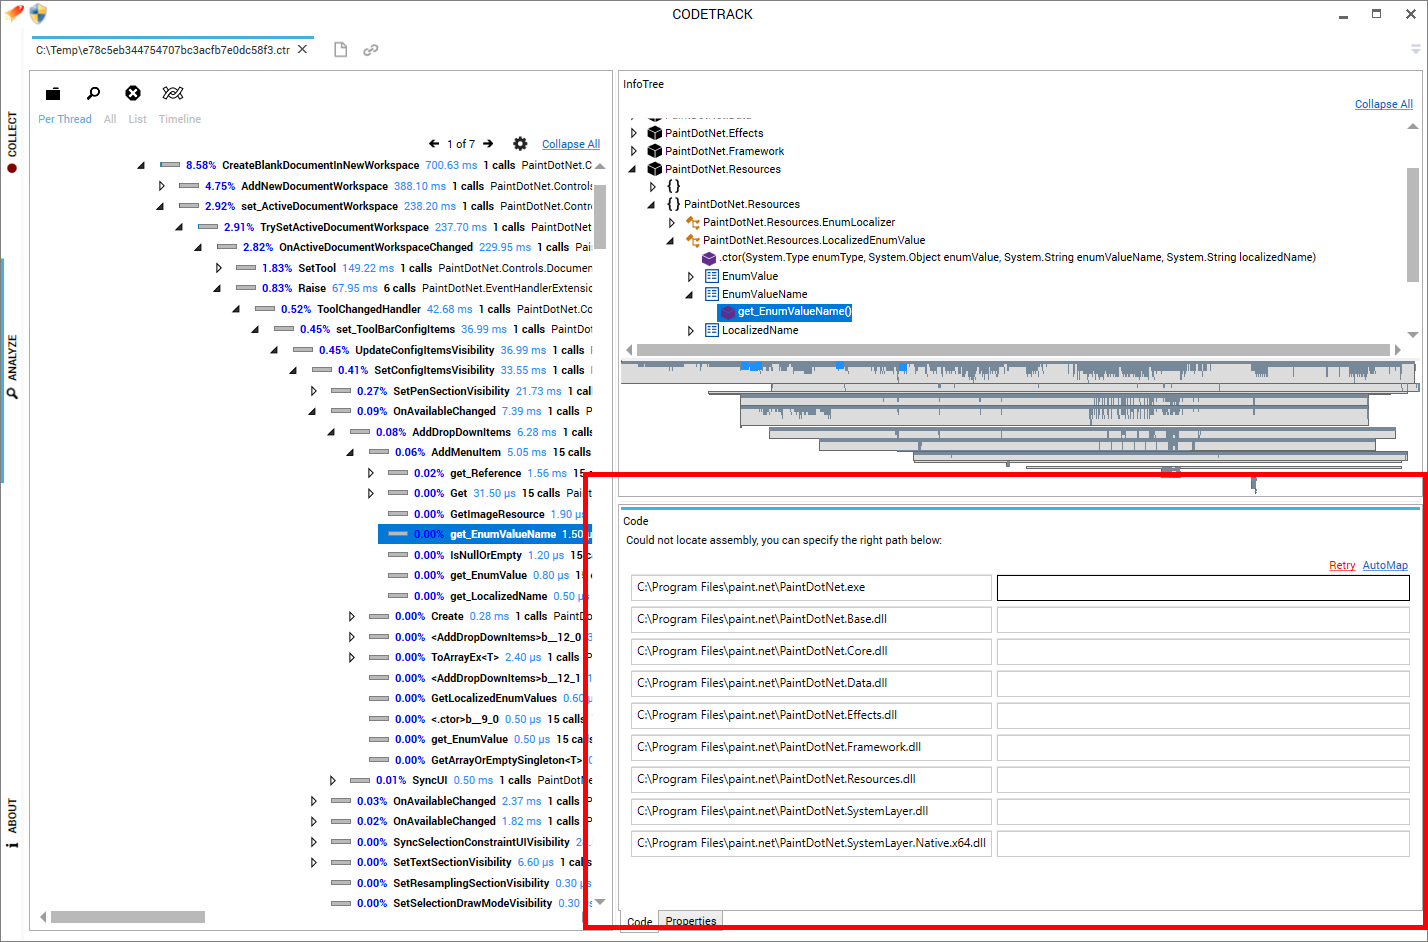 CODETRACK
C:\Temp\e78c5eb344754707bc3acfb7e0dc58f3.ctr
COLLECT
ANALYZE
ABOUT
Per Thread All List Timeline
1 of 7 Collapse All
8.58% CreateBlankDocumentInNewWorkspace 700.63 ms 1 calls PaintDotNet.C
4.75% AddNewDocumentWorkspace 388.10 ms 1 calls PaintDotNet.Controls
2.92% set_ActiveDocumentWorkspace 238.20 ms 1 calls PaintDotNet.Contr
2.91% TrySetActiveDocumentWorkspace 237.70 ms 1 calls PaintDotNet
2.82% OnActiveDocumentWorkspaceChanged 229.95 ms 1 calls Pai
1.83% SetTool 149.22 ms 1 calls PaintDotNet.Controls.Documen
0.83% Raise 67.95 ms 6 calls PaintDotNet.EventHandlerExtensio
0.52% ToolChangedHandler 42.68 ms 1 calls PaintDotNet.Co
0.45% set_ToolBarConfigItems 36.99 ms 1 calls PaintDot
0.45% UpdateConfigItemsVisibility 36.99 ms 1 calls
0.41% SetConfigItemsVisibility 33.55 ms 1 calls
0.27% SetPenSectionVisibility 21.73 ms 1 call
0.09% OnAvailableChanged 7.39 ms 1 calls P
0.08% AddDropDownItems 6.28 ms 1 calls
0.06% AddMenuItem 5.05 ms 15 calls
0.02% get_Reference 1.56 ms 15 c
0.00% Get 31.50 µs 15 calls Pain
0.00% GetImageResource 1.90 µs
0.00% get_EnumValueName 1.50 µ
0.00% IsNullOrEmpty 1.20 µs 15 c
0.00% get_EnumValue 0.80 µs 15 c
0.00% get_LocalizedName 0.50 µs
0.00% Create 0.28 ms 1 calls PaintDo
0.00% <AddDropDownItems>b__12_0 3
0.00% ToArrayEx<T> 2.40 µs 1 calls P
0.00% <AddDropDownItems>b__12_1
0.00% GetLocalizedEnumValues 0.60 µ
0.00% <.ctor>b__9_0 0.50 µs 15 calls
0.00% get_EnumValue 0.50 µs 15 calls
0.00% GetArrayOrEmptySingleton<T> 0
0.01% SyncUI 0.50 ms 1 calls PaintDotN
0.03% OnAvailableChanged 2.37 ms 1 calls P
0.02% OnAvailableChanged 1.82 ms 1 calls P
0.00% SyncSelectionConstraintUIVisibility
0.00% SetTextSectionVisibility 6.60 µs 1 call
0.00% SetResamplingSectionVisibility 0.30 µs
0.00% SetSelectionDrawModeVisibility 0.30
InfoTree
Collapse All
PaintDotNet.Data
PaintDotNet.Effects
PaintDotNet.Framework
PaintDotNet.Resources
{}
{} PaintDotNet.Resources
PaintDotNet.Resources.EnumLocalizer
PaintDotNet.Resources.LocalizedEnumValue
.ctor(System.Type enumType, System.Object enumValue, System.String enumValueName, System.String localizedName)
EnumValue
EnumValueName
get_EnumValueName()
LocalizedName
Code
Could not locate assembly, you can specify the right path below:
Retry AutoMap
C:\Program Files\paint.net\PaintDotNet.exe
C:\Program Files\paint.net\PaintDotNet.Base.dll
C:\Program Files\paint.net\PaintDotNet.Core.dll
C:\Program Files\paint.net\PaintDotNet.Data.dll
C:\Program Files\paint.net\PaintDotNet.Effects.dll
C:\Program Files\paint.net\PaintDotNet.Framework.dll
C:\Program Files\paint.net\PaintDotNet.Resources.dll
C:\Program Files\paint.net\PaintDotNet.SystemLayer.dll
C:\Program Files\paint.net\PaintDotNet.SystemLayer.Native.x64.dll
Code Properties